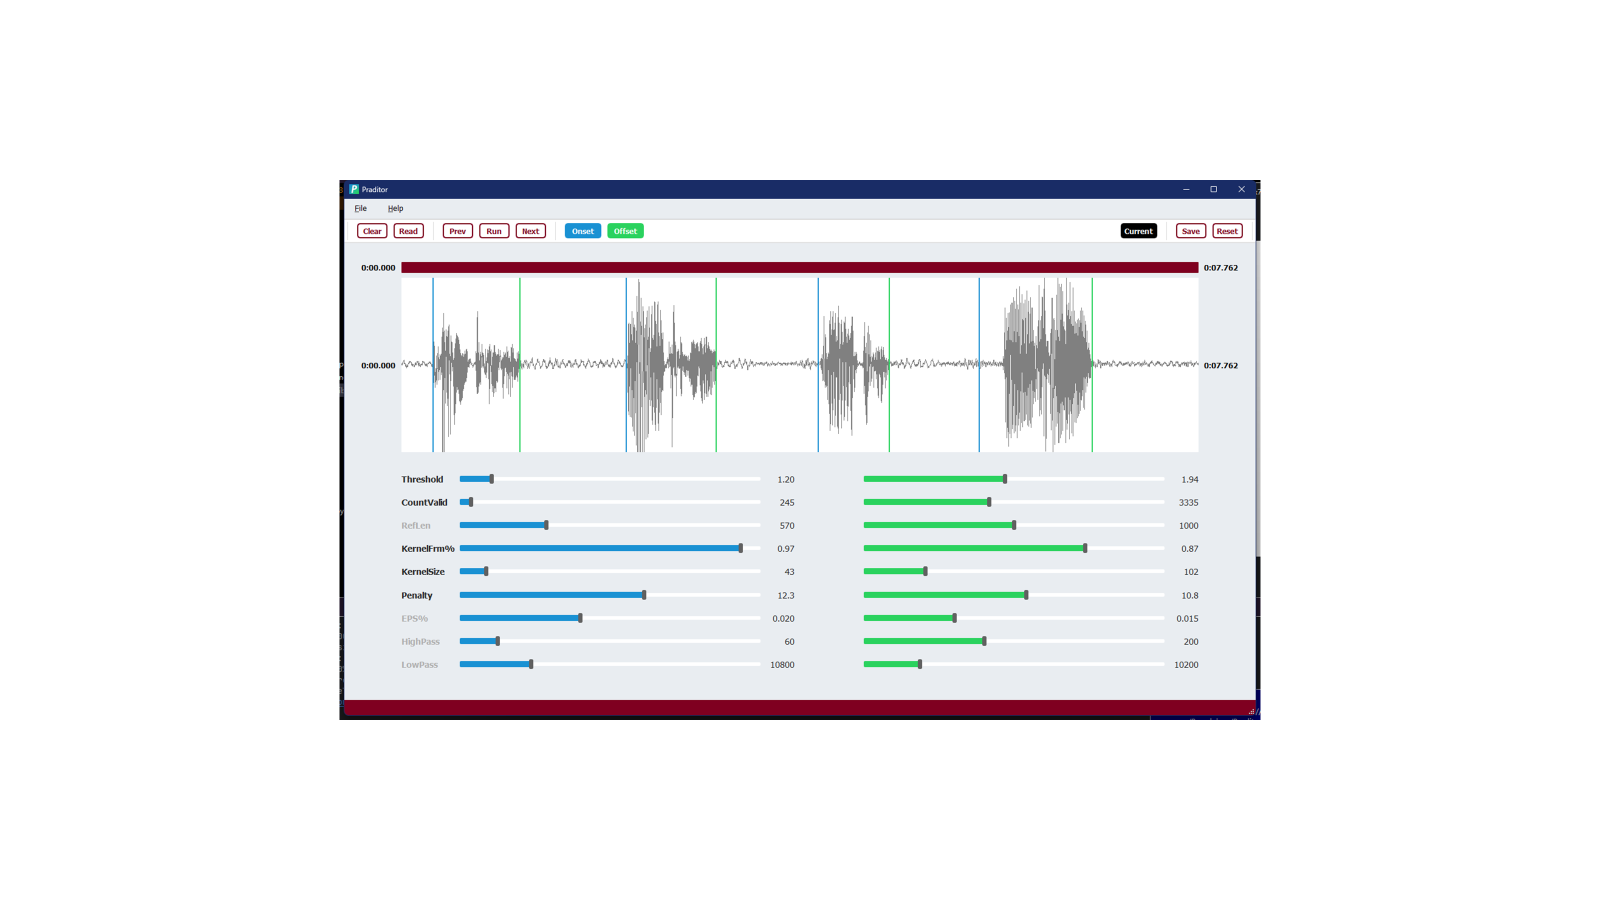 Praditor
File Help
Clear Read Prev Run Next Onset Offset Current Save Reset
0:00.000 0:07.762
0:00.000 0:07.762
Threshold 1.20 1.94
CountValid 245 3335
RefLen 570 1000
KernelFrm% 0.97 0.87
KernelSize 43 102
Penalty 12.3 10.8
EPS% 0.020 0.015
HighPass 60 200
LowPass 10800 10200